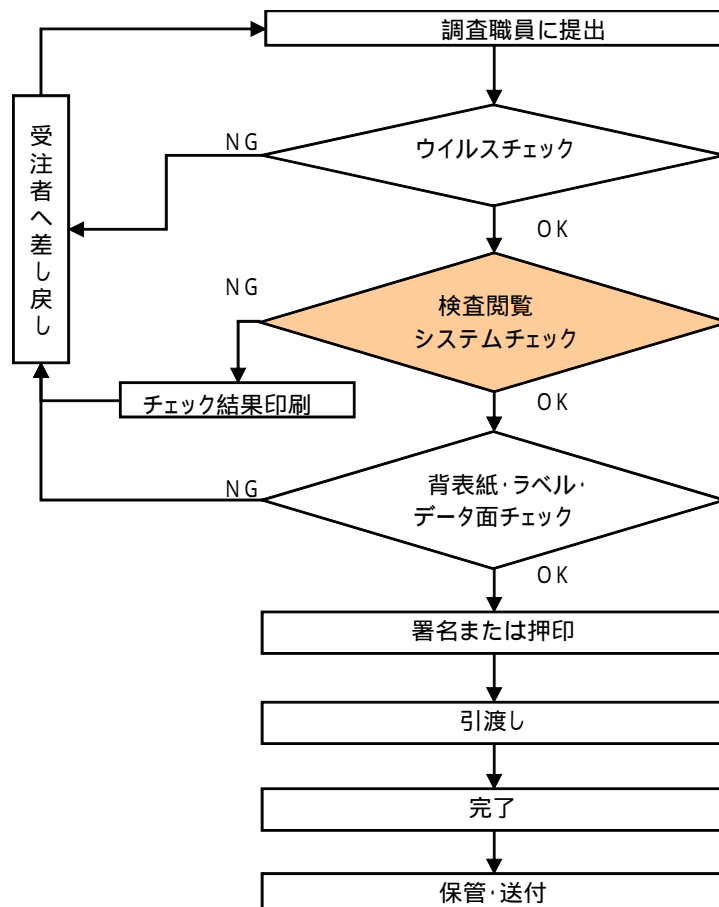 調査職員に提出
受注者へ差し戻し
NG
ウイルスチェック
OK
NG
検査閲覧
システムチェック
チェック結果印刷
OK
NG
背表紙・ラベル・
データ面チェック
OK
署名または押印
引渡し
完了
保管・送付